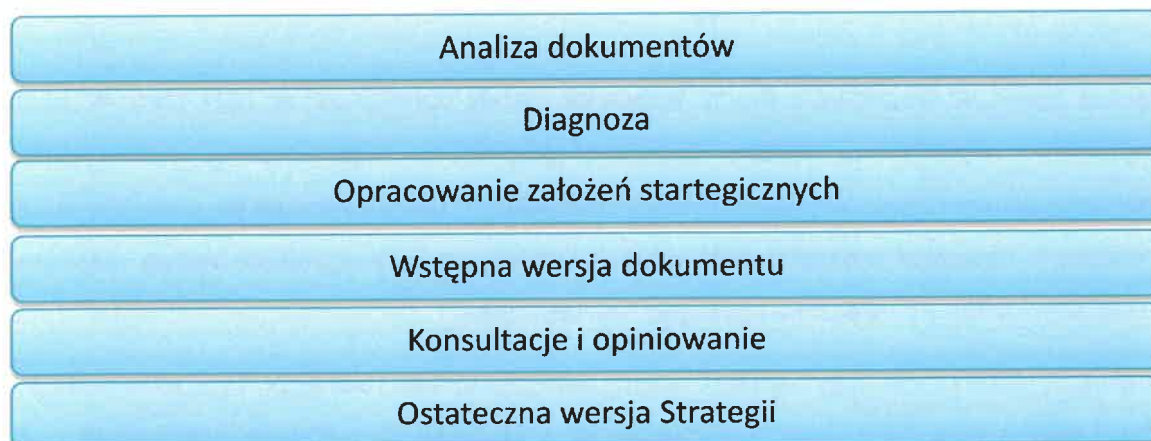 Analiza dokumentów
Diagnoza
Opracowanie założeń startegicznych
Wstępna wersja dokumentu
Konsultacje i opiniowanie
Ostateczna wersja Strategii